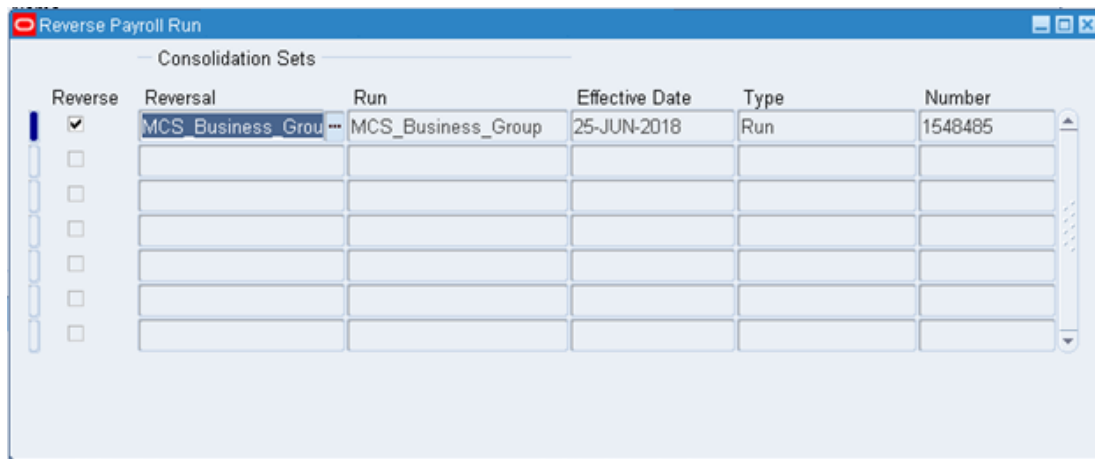 Reverse Payroll Run
Consolidation Sets
Reverse Reversal Run Effective Date Type Number
MCS_Business_Grou ... MCS_Business_Group 25-JUN-2018 Run 1548485